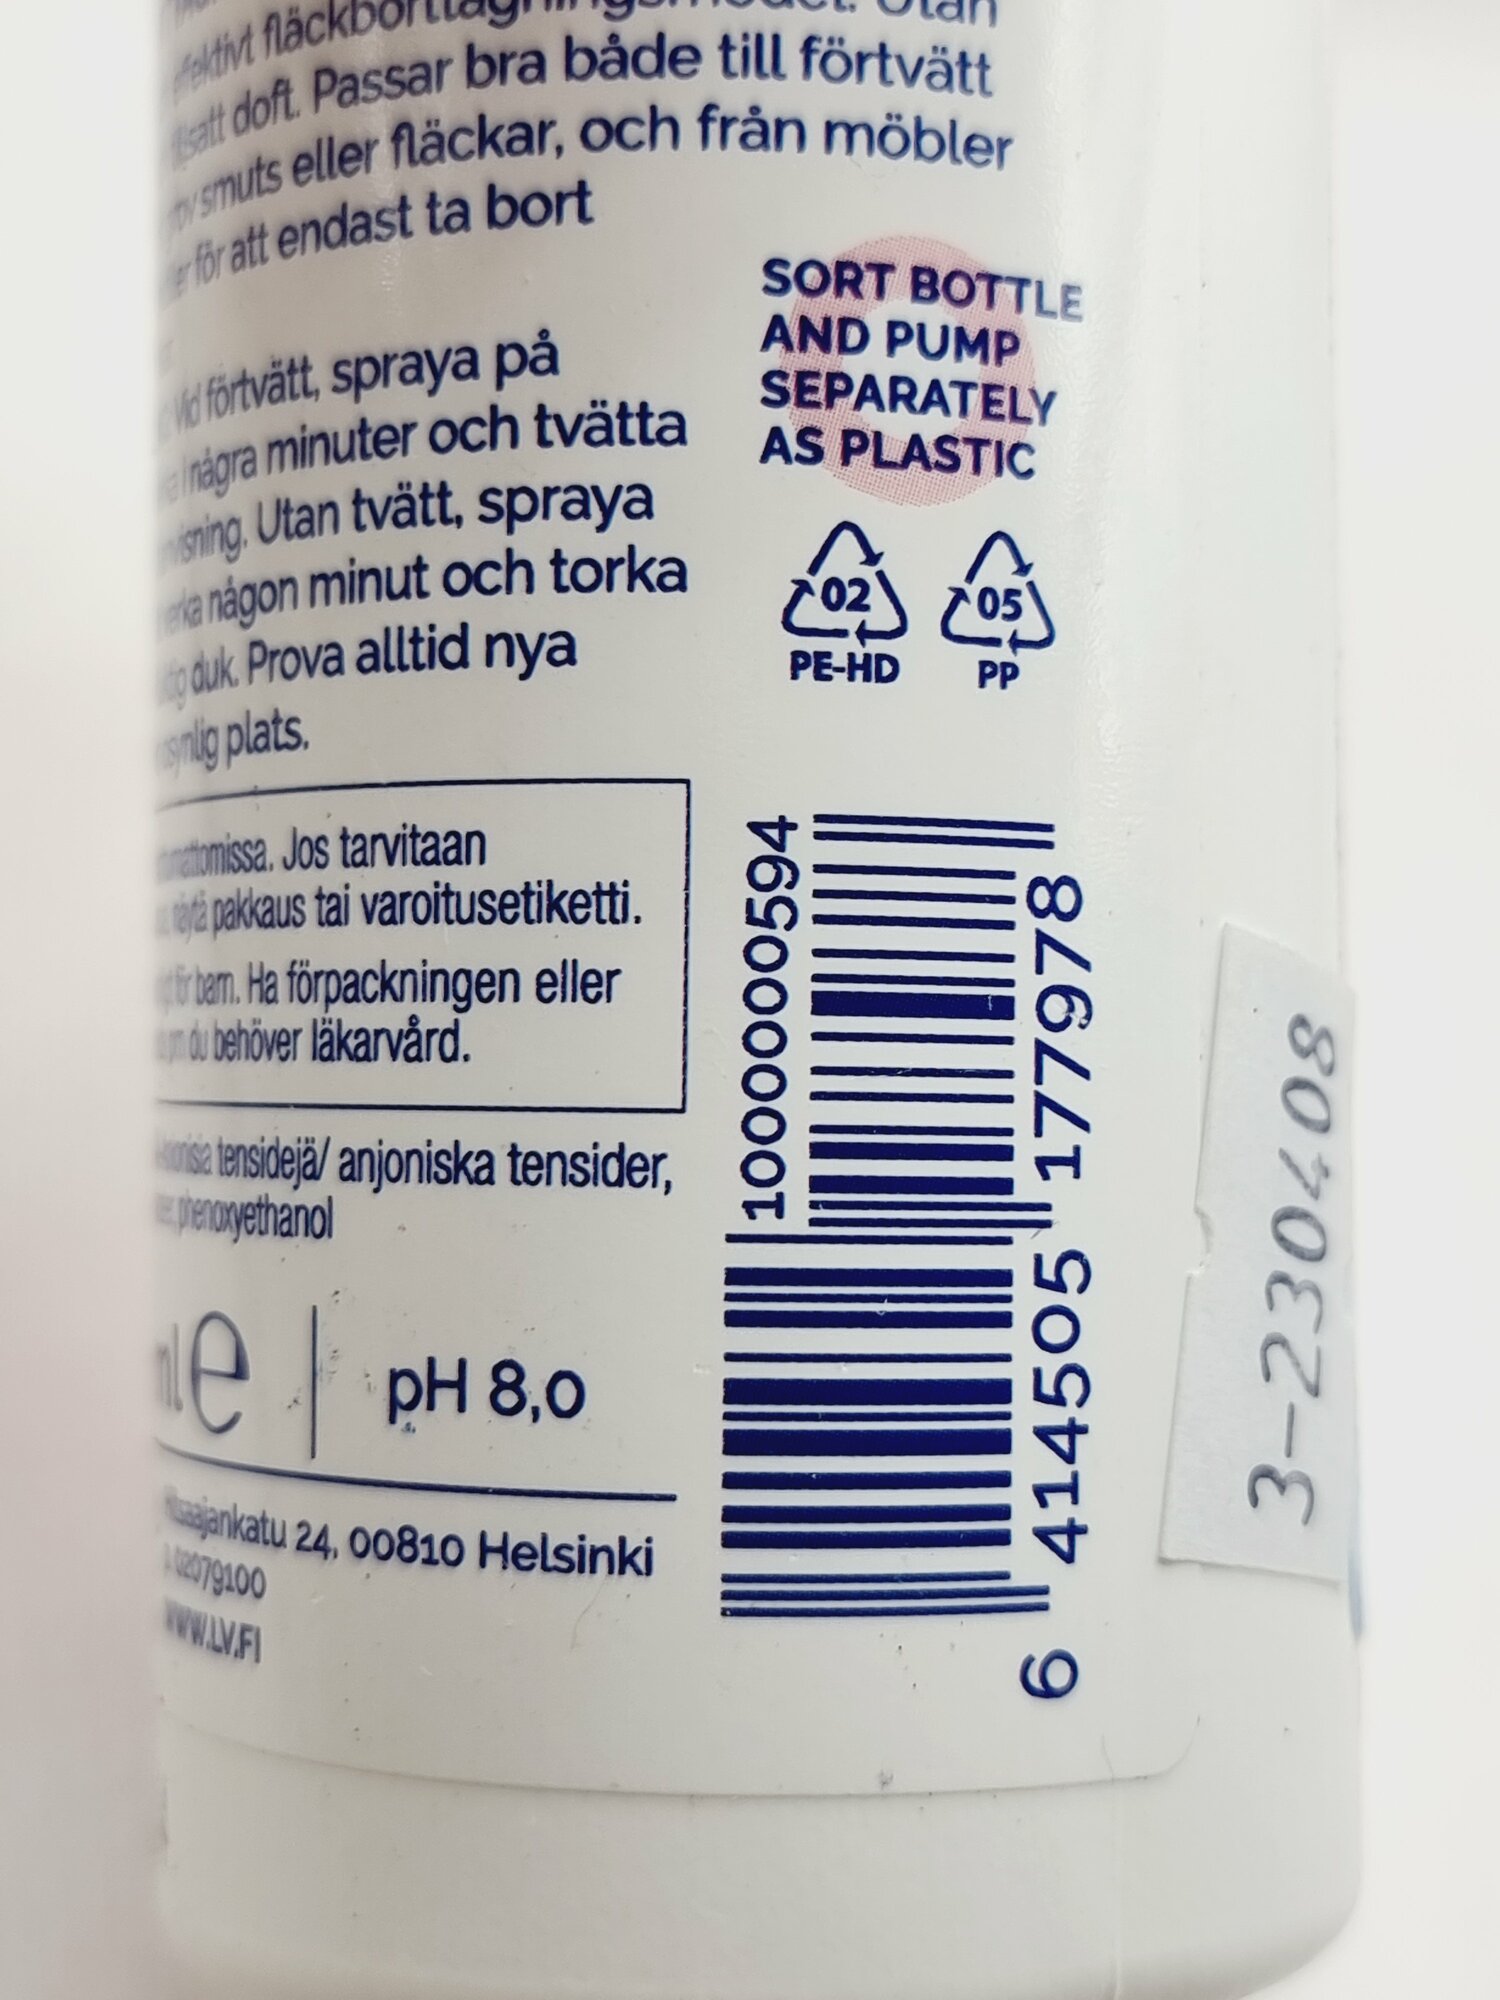 effektivt fläckborttagningsmedel. Utan
tillsatt doft. Passar bra både till förtvätt
smuts eller fläckar, och från möbler
för att endast ta bort
SORT BOTTLE
AND PUMP
SEPARATELY
AS PLASTIC
02
PE-HD
05
PP
Vid förtvätt, spraya på
några minuter och tvätta
Utan tvätt, spraya
någon minut och torka
duk. Prova alltid nya
plats.
Jos tarvitaan
näytä pakkaus tai varoitusetiketti.
för barn. Ha förpackningen eller
du behöver läkarvård.
tensidejä/ anjoniska tensider,
phenoxyethanol
e
pH 8,0
24, 00810 Helsinki
02079100
WWW.LV.FI
1000000594
6 414505 177978
3-230408